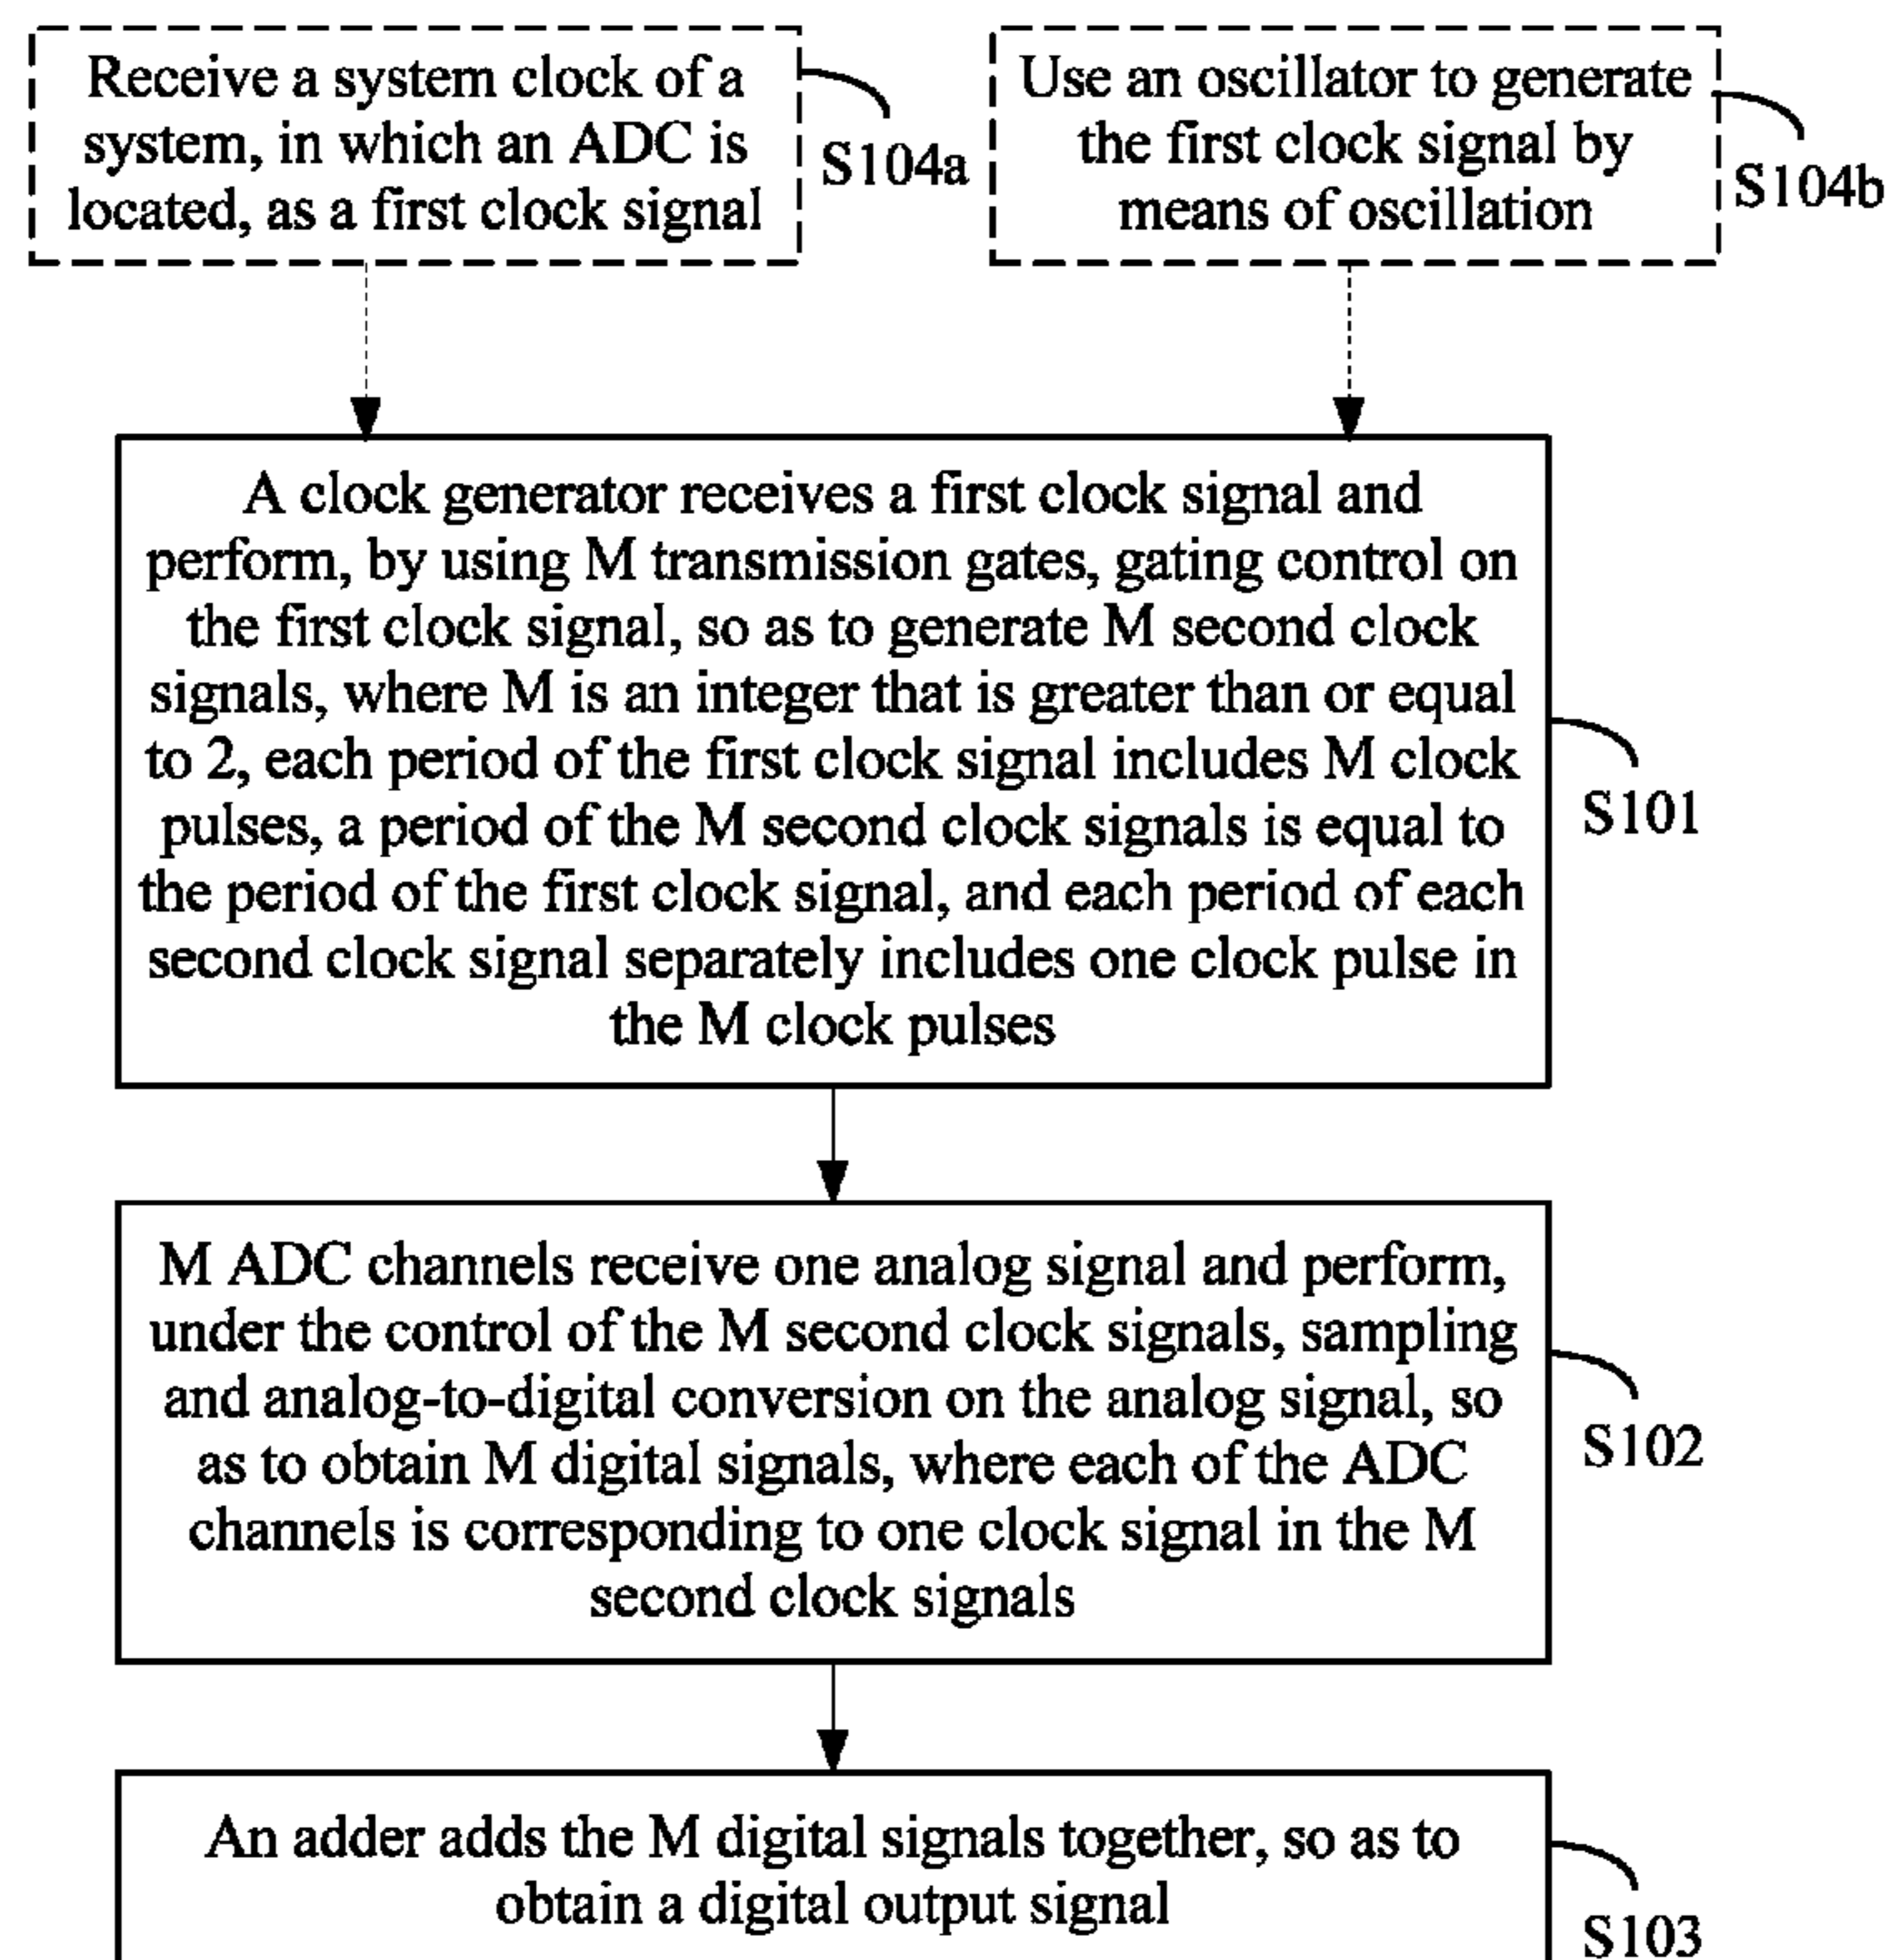 Receive a system clock of a
system, in which an ADC is
located, as a first clock signal
S104a
Use an oscillator to generate
the first clock signal by
means of oscillation
S104b
A clock generator receives a first clock signal and
perform, by using M transmission gates, gating control on
the first clock signal, so as to generate M second clock
signals, where M is an integer that is greater than or equal
to 2, each period of the first clock signal includes M clock
pulses, a period of the M second clock signals is equal to
the period of the first clock signal, and each period of each
second clock signal separately includes one clock pulse in
the M clock pulses
S101
M ADC channels receive one analog signal and perform,
under the control of the M second clock signals, sampling
and analog-to-digital conversion on the analog signal, so
as to obtain M digital signals, where each of the ADC
channels is corresponding to one clock signal in the M
second clock signals
S102
An adder adds the M digital signals together, so as to
obtain a digital output signal
S103